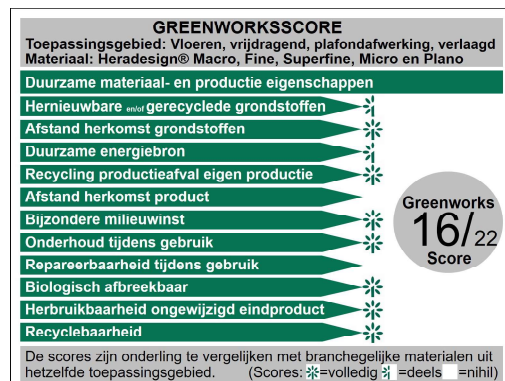 GREENWORKSSCORE
Toepassingsgebied: Vloeren, vrijdragend, plafondafwerking, verlaagd
Materiaal: Heradesign® Macro, Fine, Superfine, Micro en Plano
Duurzame materiaal- en productie eigenschappen
Hernieuwbare en/of gerecyclede grondstoffen
Afstand herkomst grondstoffen
Duurzame energiebron
Recycling productieafval eigen productie
Afstand herkomst product
Bijzondere milieuwinst
Onderhoud tijdens gebruik
Repareerbaarheid tijdens gebruik
Biologisch afbreekbaar
Herbruikbaarheid ongewijzigd eindproduct
Recyclebaarheid
Greenworks
16/22
Score
De scores zijn onderling te vergelijken met branchegelijke materialen uit
hetzelfde toepassingsgebied. (Scores: =volledig =deels =nihil)